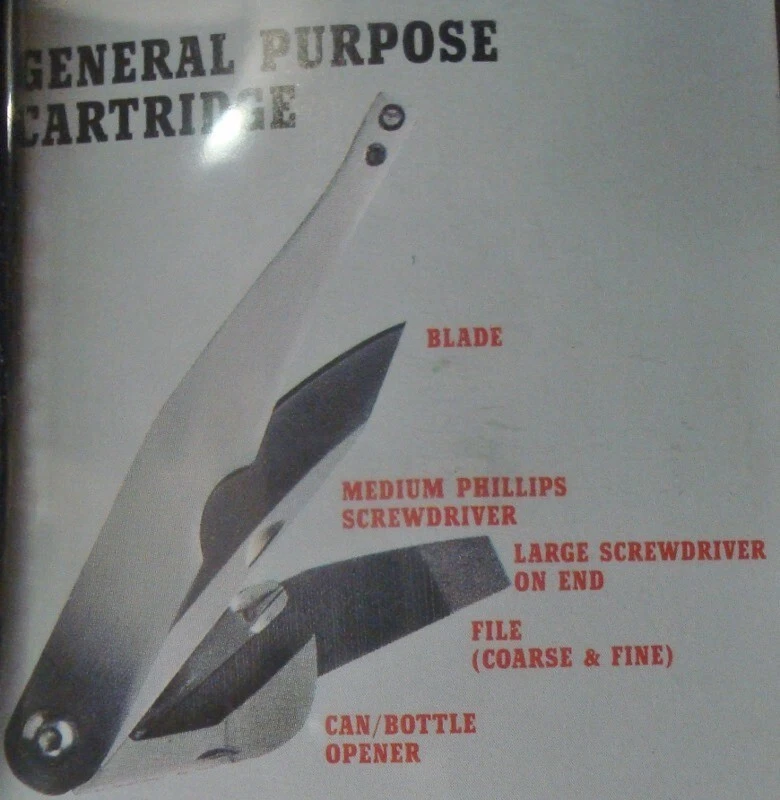 GENERAL PURPOSE
CARTRIDGE
BLADE
MEDIUM PHILLIPS
SCREWDRIVER
LARGE SCREWDRIVER
ON END
FILE
(COARSE & FINE)
CAN/BOTTLE
OPENER